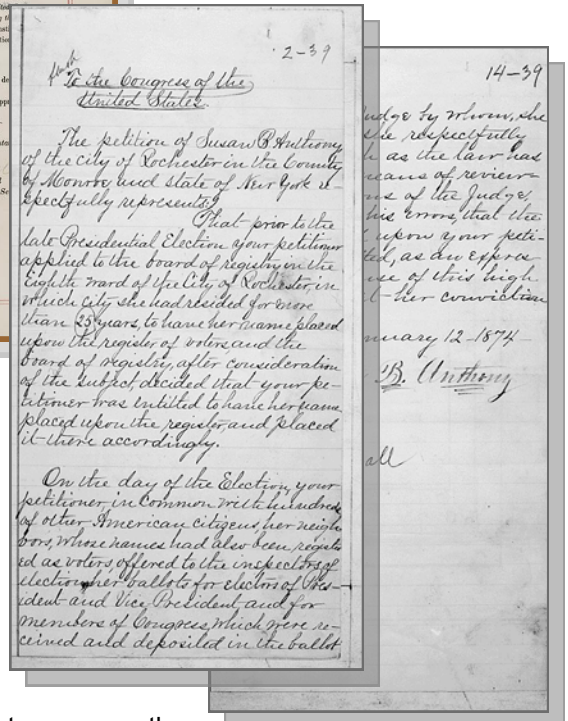 2-39
To the Congress of the
United States.
The petition of Susan B. Anthony
of the city of Rochester in the County
of Monroe, and state of New York re-
spectfully represents:
That prior to the
late Presidential Election your petitioner
applied to the board of registry in the
Eighth ward of the City of Rochester, in
which city she had resided for more
than 25 years, to have her name placed
upon the register of voters and the
board of registry, after consideration
of the subject, decided that your pe-
titioner was entitled to have her name
placed upon the register, and placed
it there accordingly.
On the day of the Election, your
petitioner, in common with hundreds
of other American citizens, her neigh
bors, whose names had also been registe
ed as voters, offered to the inspectors of
election, her ballots for electors of Pres-
ident and Vice President, and for
members of Congress, which were re-
ceived and deposited in the ballot
14-39
udge by whom, she
she respectfully
h as the law has
eans of review-
ns of the Judge,
his errors, that the
upon your peti-
ted, as an expres
se of this high
t her conviction
nuary 12-1874-
B. Anthony
all